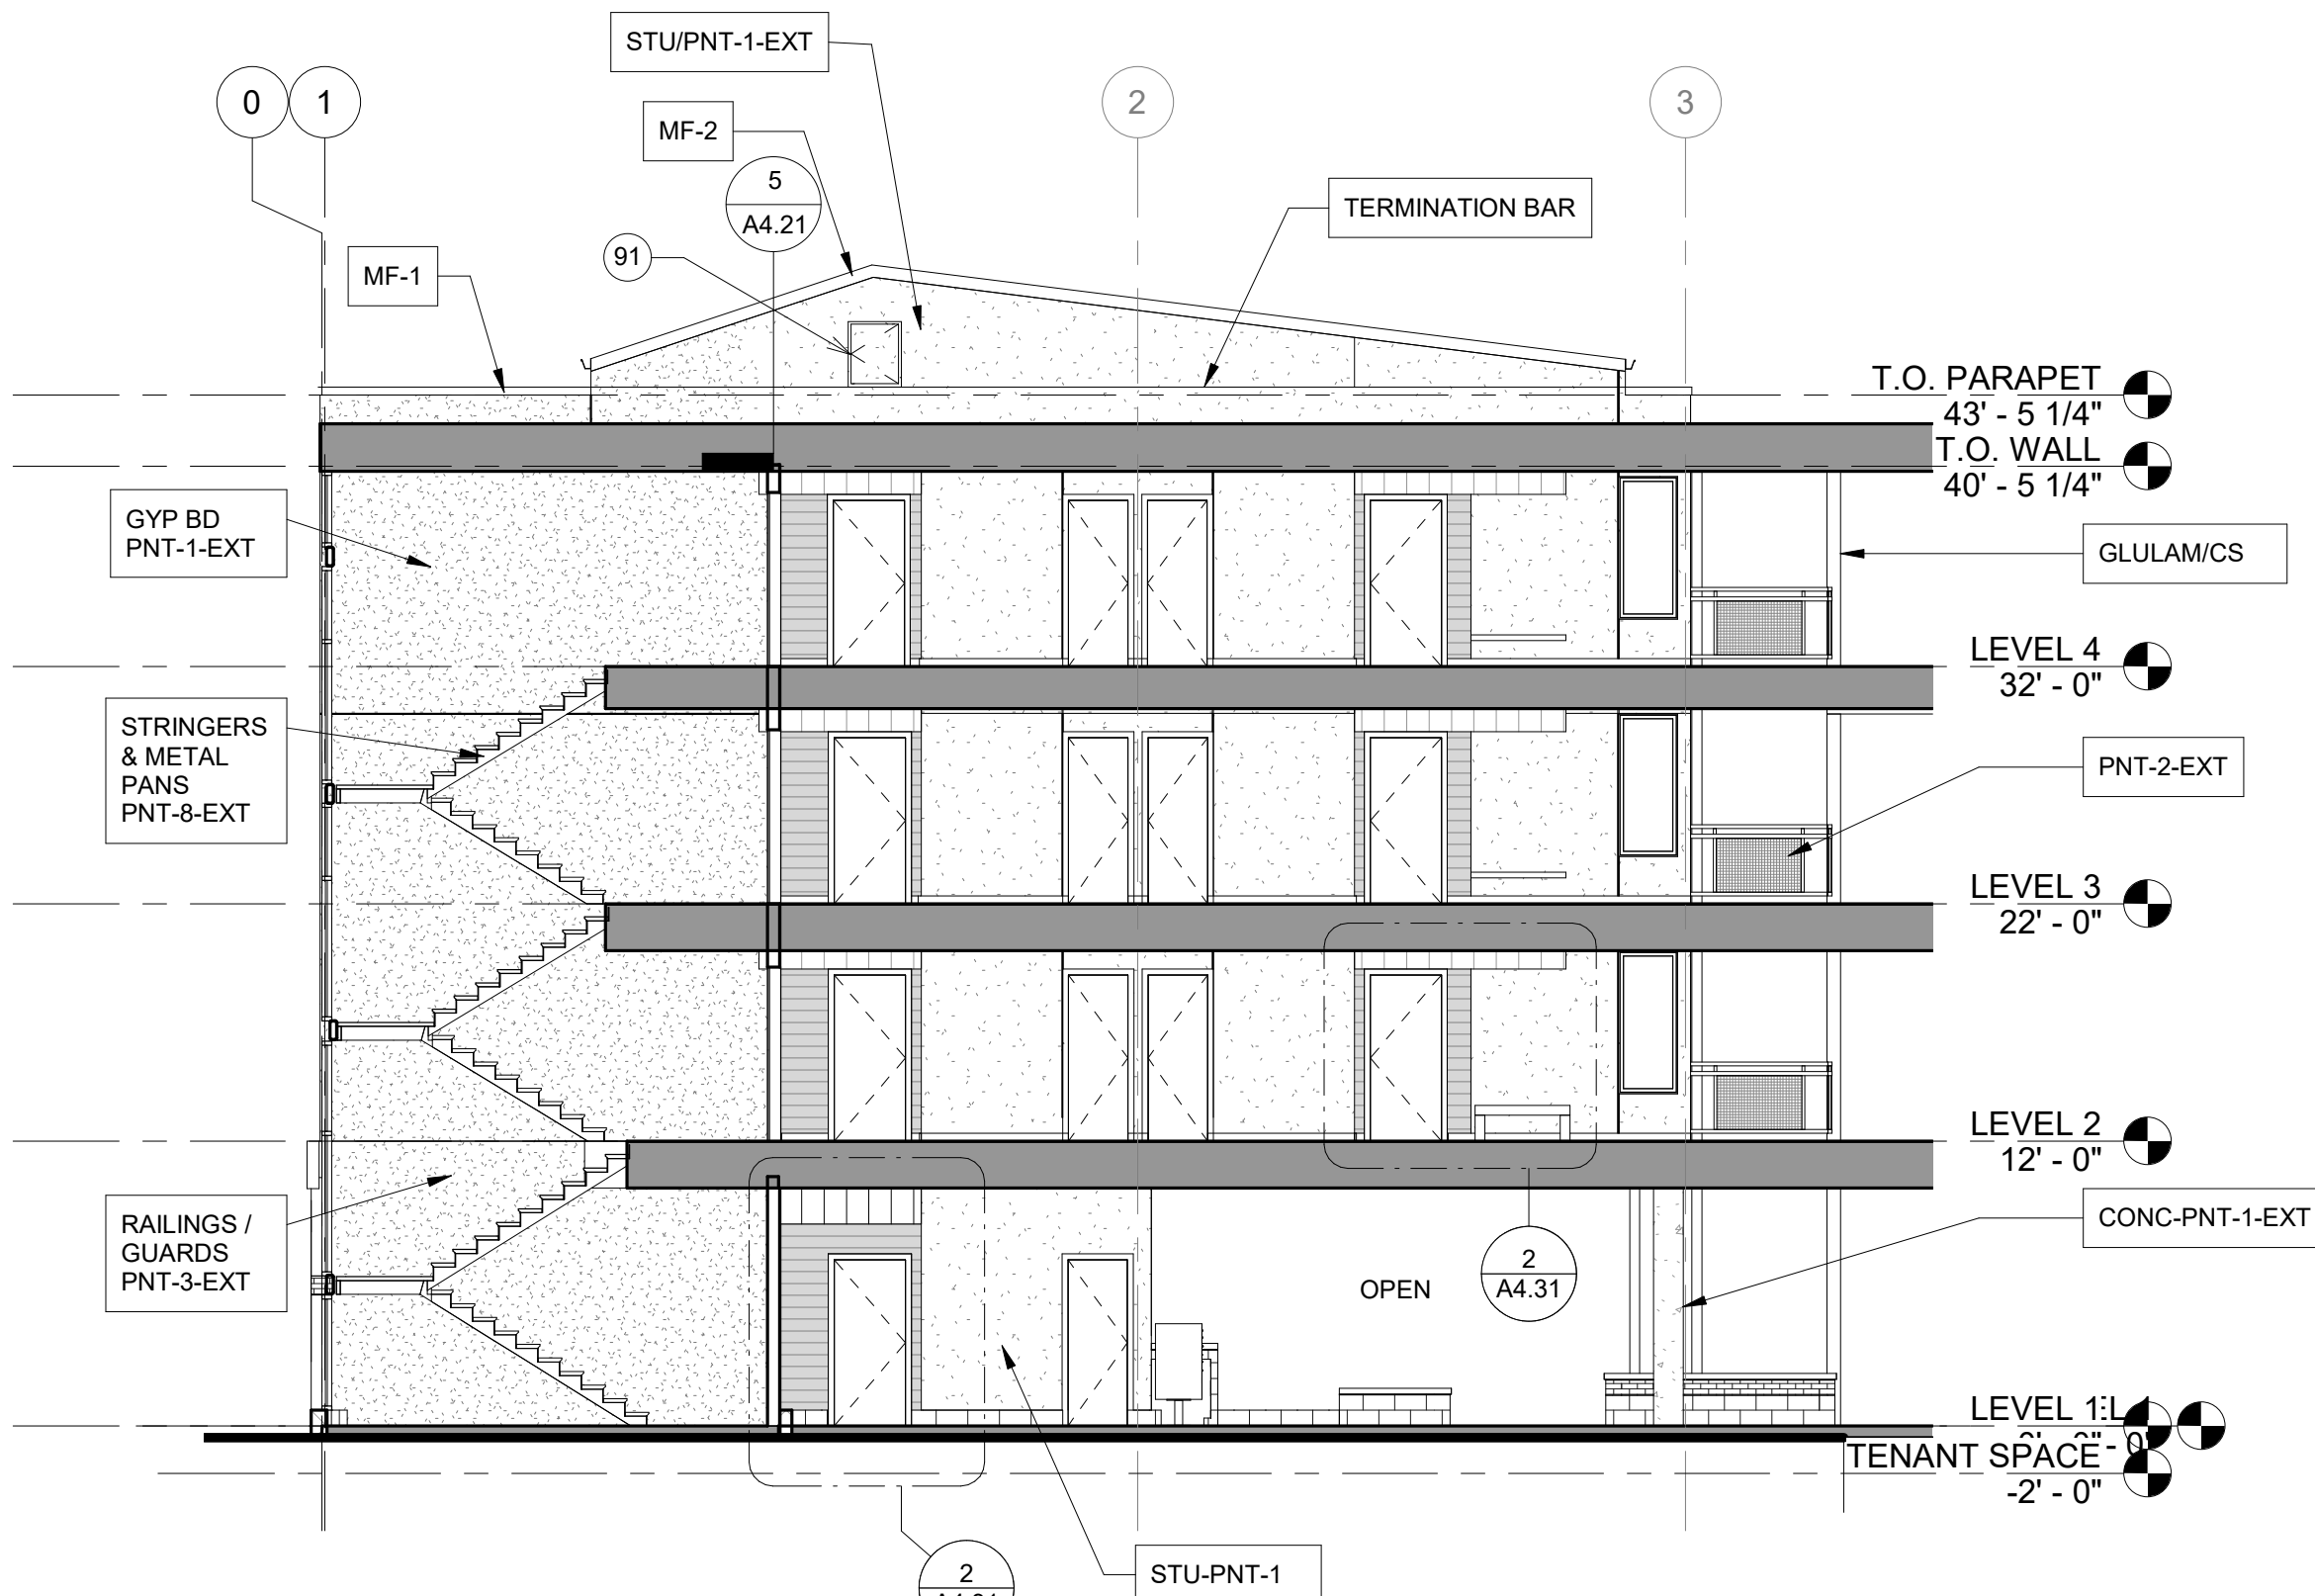 STU/PNT-1-EXT
0
1
2
3
MF-2
5
A4.21
TERMINATION BAR
91
MF-1
T.O. PARAPET
43' - 5 1/4"
T.O. WALL
40' - 5 1/4"
GYP BD
PNT-1-EXT
GLULAM/CS
LEVEL 4
32' - 0"
STRINGERS
& METAL
PANS
PNT-8-EXT
PNT-2-EXT
LEVEL 3
22' - 0"
LEVEL 2
12' - 0"
RAILINGS /
GUARDS
PNT-3-EXT
CONC-PNT-1-EXT
OPEN
2
A4.31
LEVEL 1
TENANT SPACE
-2' - 0"
2
STU-PNT-1